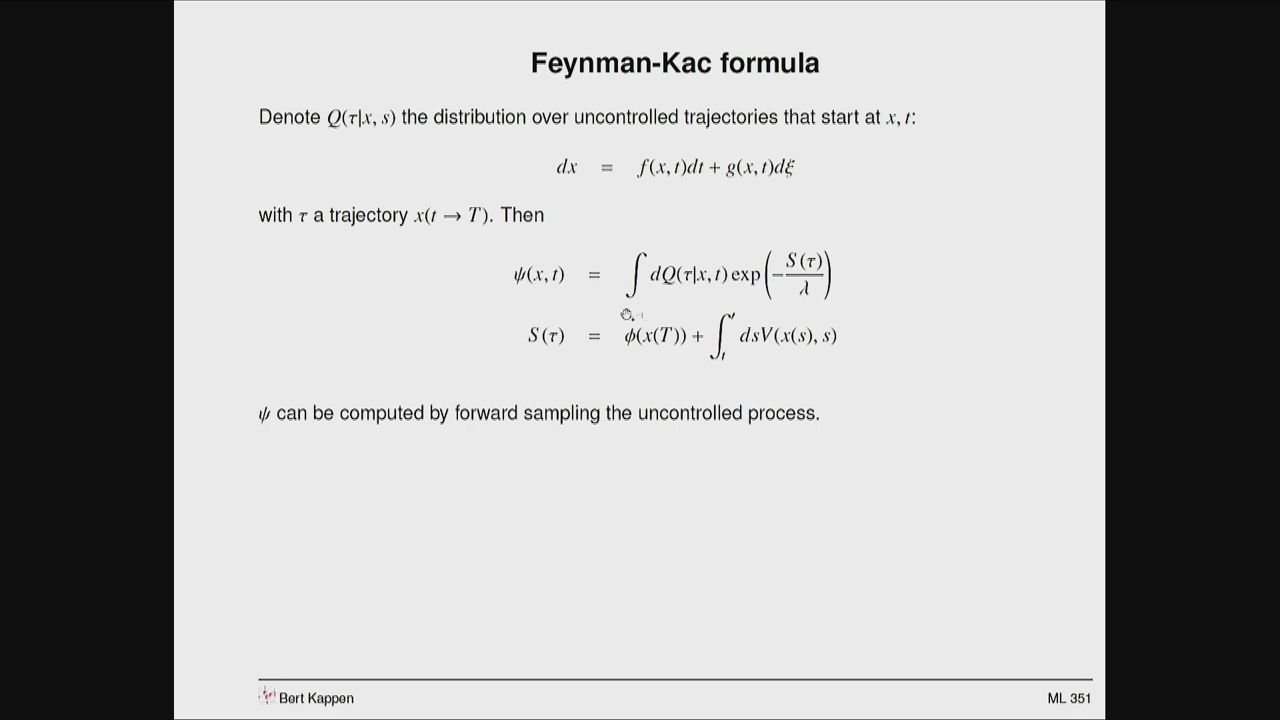 Feynman-Kac formula
Denote Q(τ|x, s) the distribution over uncontrolled trajectories that start at x, t:
dx = f(x, t)dt + g(x, t)dξ
with τ a trajectory x(t → T). Then
ψ(x, t) = ∫ dQ(τ|x, t) exp(−S(τ)/λ)
S(τ) = ϕ(x(T)) + ∫_t dsV(x(s), s)
ψ can be computed by forward sampling the uncontrolled process.
Bert Kappen
ML 351